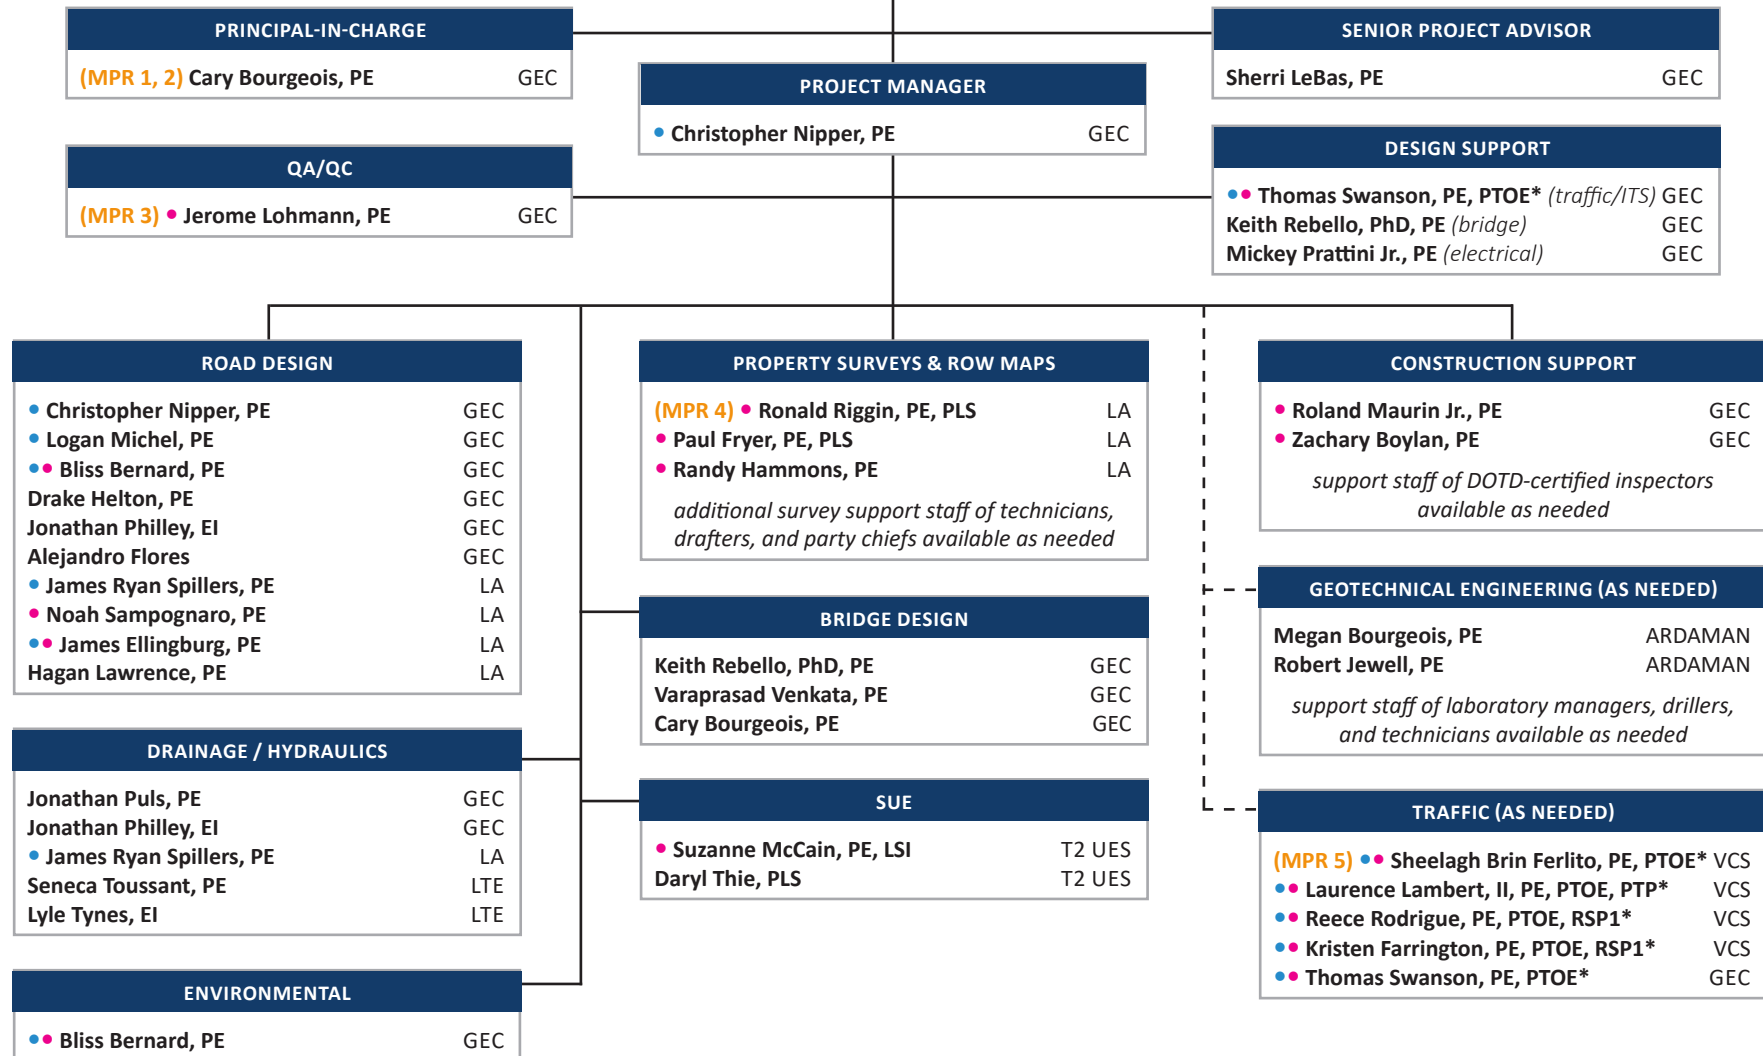 PRINCIPAL-IN-CHARGE
(MPR 1, 2) Cary Bourgeois, PE GEC
SENIOR PROJECT ADVISOR
Sherri LeBas, PE GEC
PROJECT MANAGER
• Christopher Nipper, PE GEC
QA/QC
(MPR 3) • Jerome Lohmann, PE GEC
DESIGN SUPPORT
•• Thomas Swanson, PE, PTOE* (traffic/ITS) GEC
Keith Rebello, PhD, PE (bridge) GEC
Mickey Prattini Jr., PE (electrical) GEC
ROAD DESIGN
• Christopher Nipper, PE GEC
• Logan Michel, PE GEC
•• Bliss Bernard, PE GEC
Drake Helton, PE GEC
Jonathan Philley, EI GEC
Alejandro Flores GEC
• James Ryan Spillers, PE LA
• Noah Sampognaro, PE LA
•• James Ellingburg, PE LA
Hagan Lawrence, PE LA
DRAINAGE / HYDRAULICS
Jonathan Puls, PE GEC
Jonathan Philley, EI GEC
• James Ryan Spillers, PE LA
Seneca Toussant, PE LTE
Lyle Tynes, EI LTE
ENVIRONMENTAL
•• Bliss Bernard, PE GEC
PROPERTY SURVEYS & ROW MAPS
(MPR 4) • Ronald Riggin, PE, PLS LA
• Paul Fryer, PE, PLS LA
• Randy Hammons, PE LA
additional survey support staff of technicians,
drafters, and party chiefs available as needed
BRIDGE DESIGN
Keith Rebello, PhD, PE GEC
Varaprasad Venkata, PE GEC
Cary Bourgeois, PE GEC
SUE
• Suzanne McCain, PE, LSI T2 UES
Daryl Thie, PLS T2 UES
CONSTRUCTION SUPPORT
• Roland Maurin Jr., PE GEC
• Zachary Boylan, PE GEC
support staff of DOTD-certified inspectors
available as needed
GEOTECHNICAL ENGINEERING (AS NEEDED)
Megan Bourgeois, PE ARDAMAN
Robert Jewell, PE ARDAMAN
support staff of laboratory managers, drillers,
and technicians available as needed
TRAFFIC (AS NEEDED)
(MPR 5) •• Sheelagh Brin Ferlito, PE, PTOE* VCS
•• Laurence Lambert, II, PE, PTOE, PTP* VCS
•• Reece Rodrigue, PE, PTOE, RSP1* VCS
•• Kristen Farrington, PE, PTOE, RSP1* VCS
•• Thomas Swanson, PE, PTOE* GEC